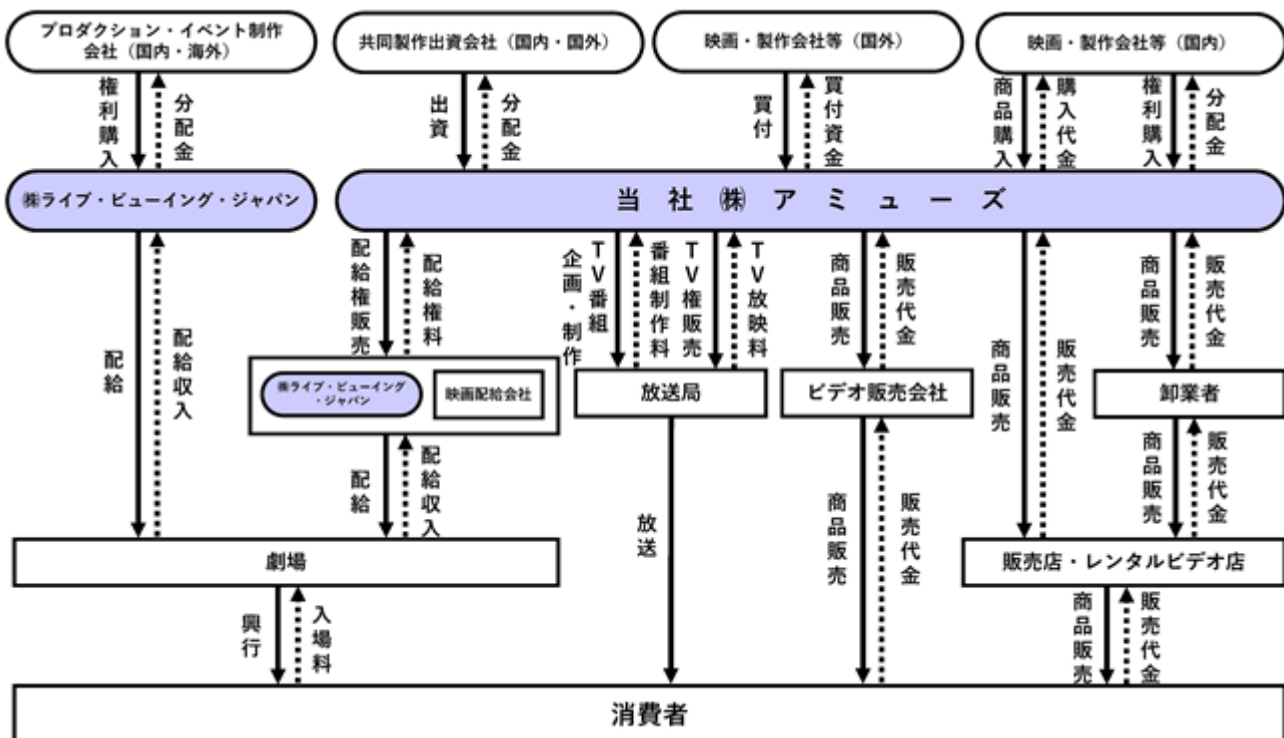 プロダクション・イベント制作
会社（国内・海外）
共同製作出資会社（国内・国外）
映画・製作会社等（国外）
映画・製作会社等（国内）
権利購入
分配金
出資
分配金
買付
買付資金
商品購入
購入代金
権利購入
分配金
㈱ライブ・ビューイング・ジャパン
当社㈱アミューズ
配給
配給収入
配給権販売
配給権料
TV番組
企画・制作
番組制作料
TV権販売
TV放映料
商品販売
販売代金
商品販売
販売代金
商品販売
販売代金
㈱ライブ・ビューイング
・ジャパン
映画配給会社
放送局
ビデオ販売会社
卸業者
配給
配給収入
放送
商品販売
販売代金
商品販売
販売代金
劇場
販売店・レンタルビデオ店
興行
入場料
商品販売
販売代金
消費者